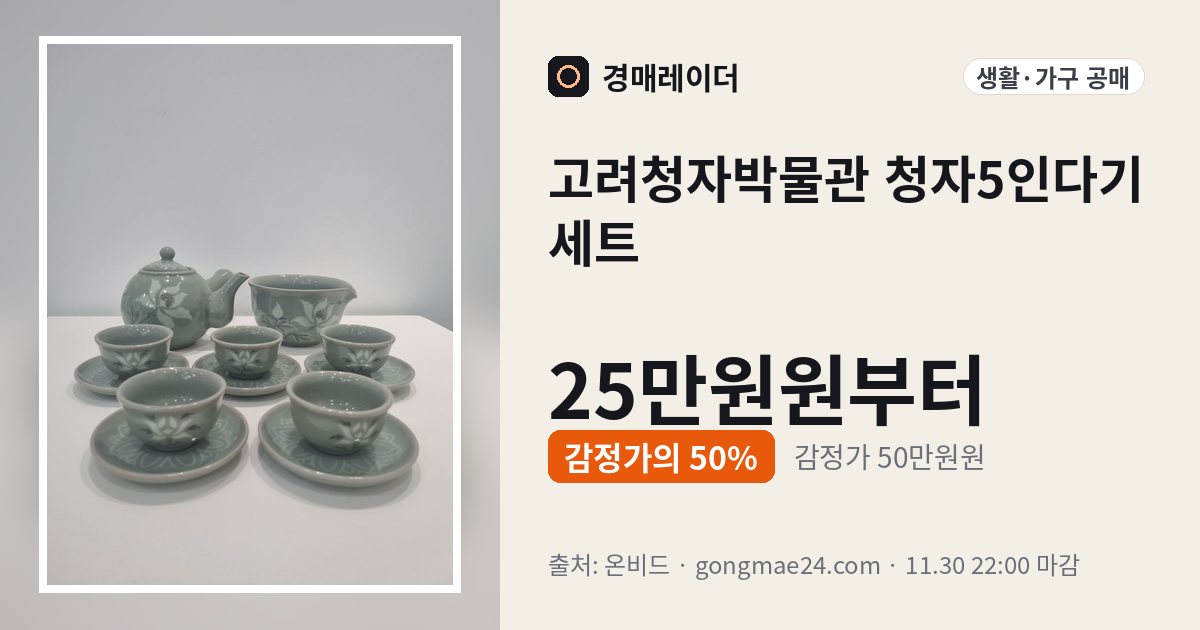 경매레이더
생활·가구 공매
고려청자박물관 청자5인다기
세트
25만원원부터
감정가의 50%
감정가 50만원원
출처: 온비드 · gongmae24.com · 11.30 22:00 마감